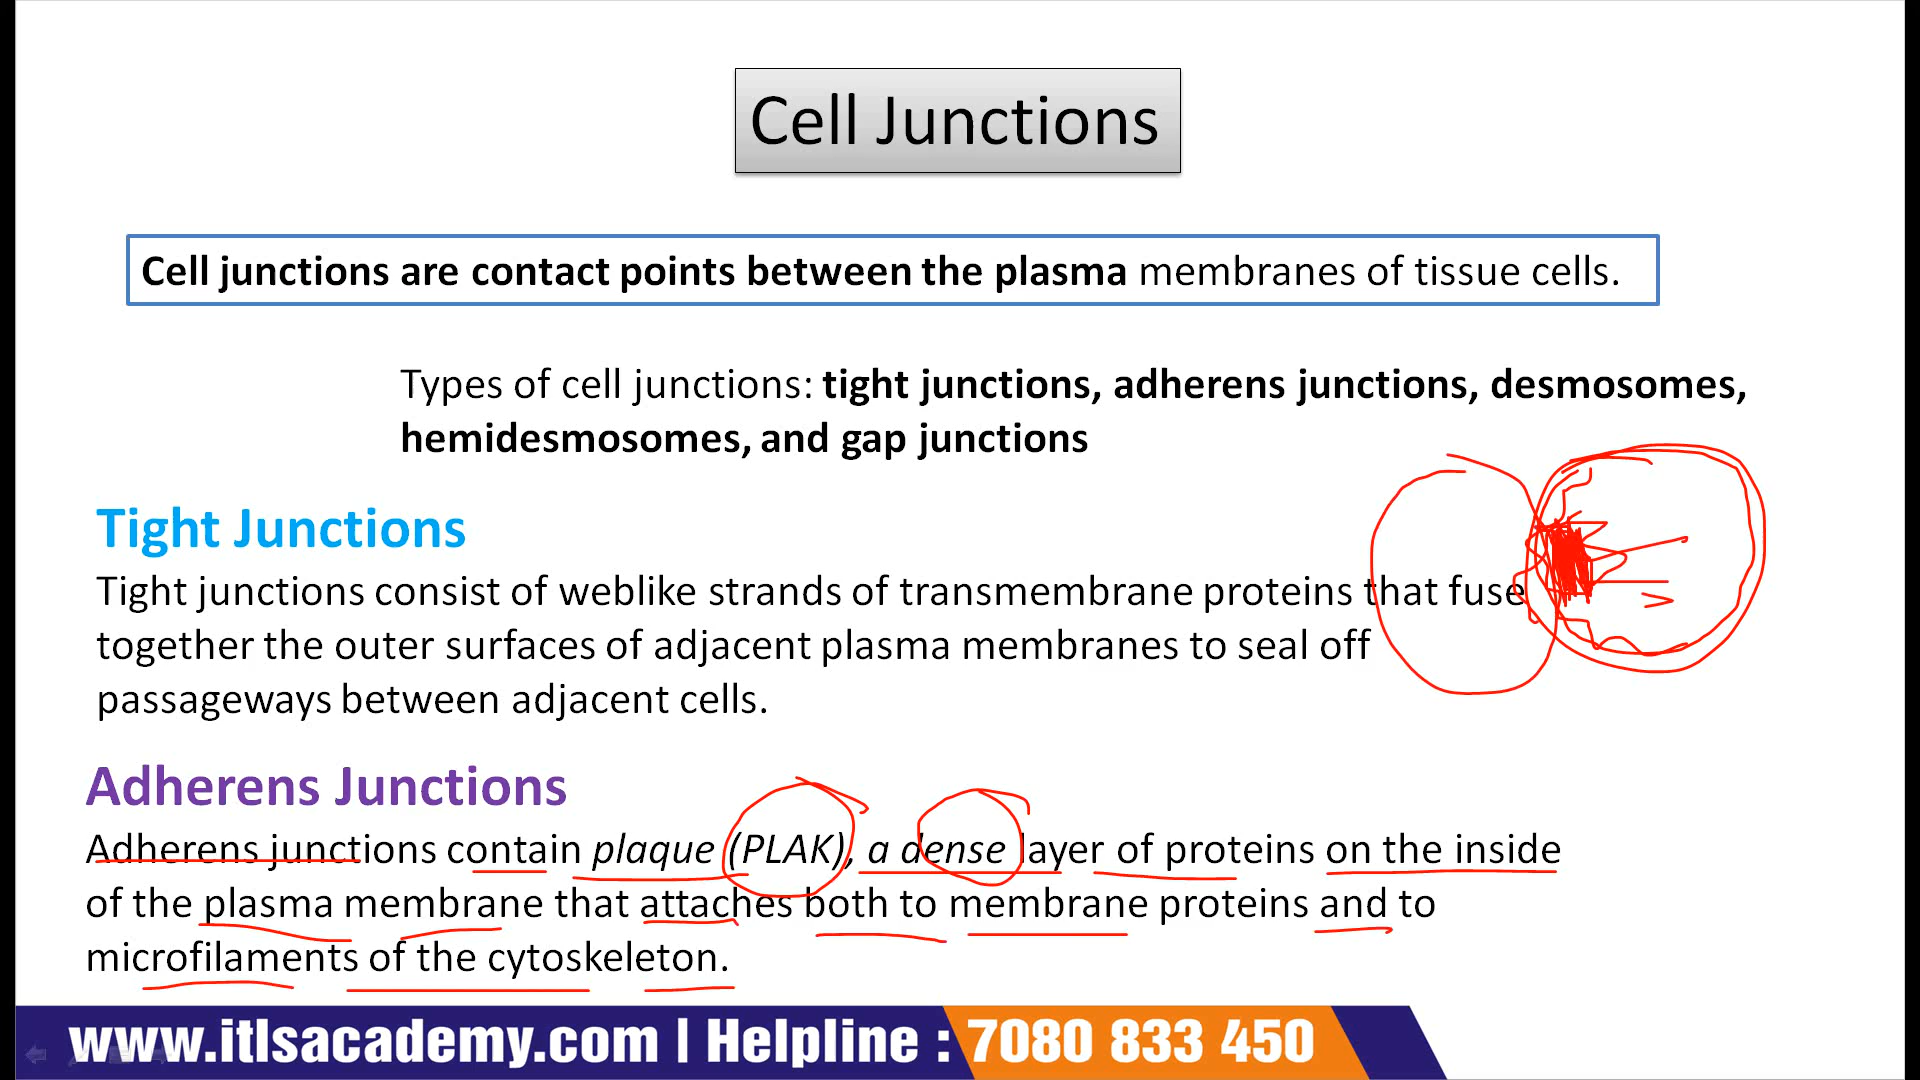 Cell Junctions
Cell junctions are contact points between the plasma membranes of tissue cells.
Types of cell junctions: tight junctions, adherens junctions, desmosomes,
hemidesmosomes, and gap junctions
Tight Junctions
Tight junctions consist of weblike strands of transmembrane proteins that fuse
together the outer surfaces of adjacent plasma membranes to seal off
passageways between adjacent cells.
Adherens Junctions
Adherens junctions contain plaque (PLAK), a dense layer of proteins on the inside
of the plasma membrane that attaches both to membrane proteins and to
microfilaments of the cytoskeleton.
www.itlsacademy.com | Helpline : 7080 833 450